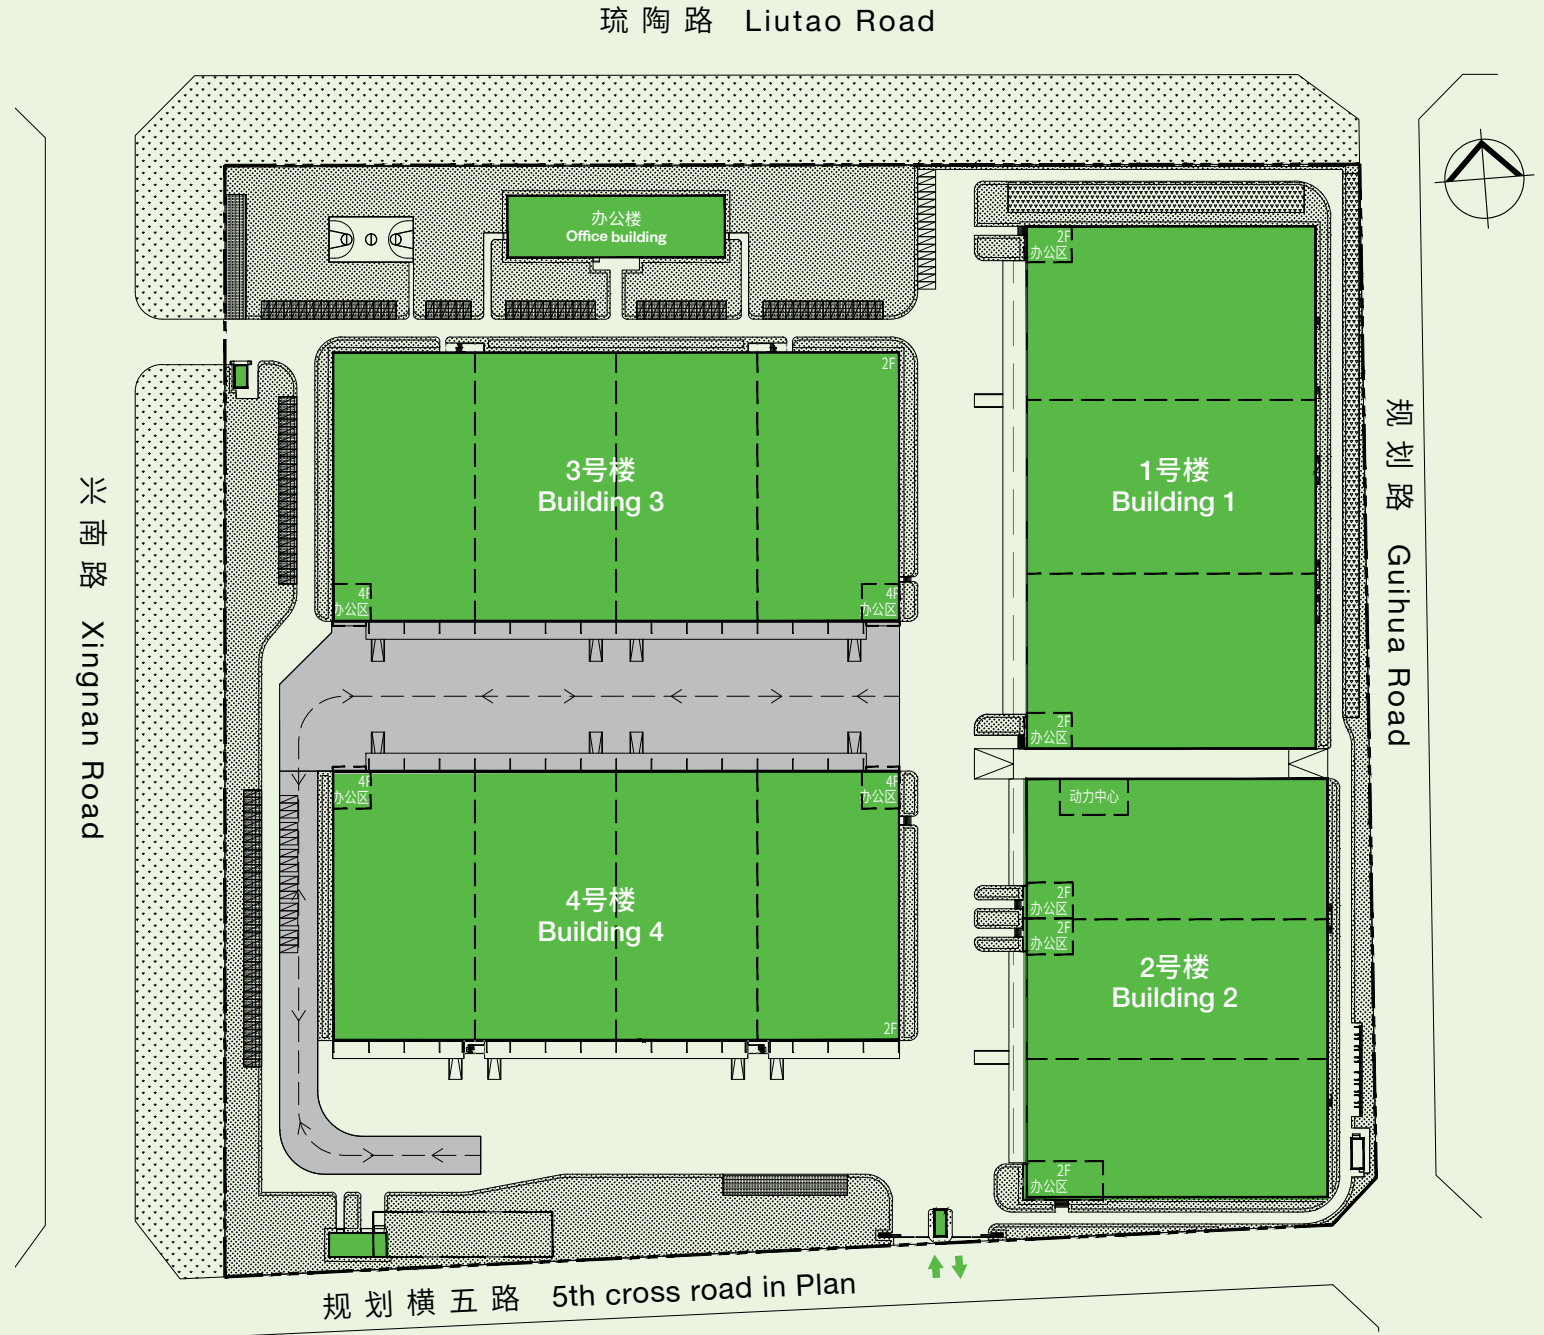 琉陶路 Liutao Road
办公楼
Office building
2F
办公区
2F
3号楼
Building 3
1号楼
Building 1
规划路 Guihua Road
兴南路 Xingnan Road
4F
办公区
4F
办公区
2F
办公区
4F
办公区
4F
办公区
动力中心
2F
办公区
2F
办公区
4号楼
Building 4
2号楼
Building 2
2F
2F
办公区
规划横五路 5th cross road in Plan